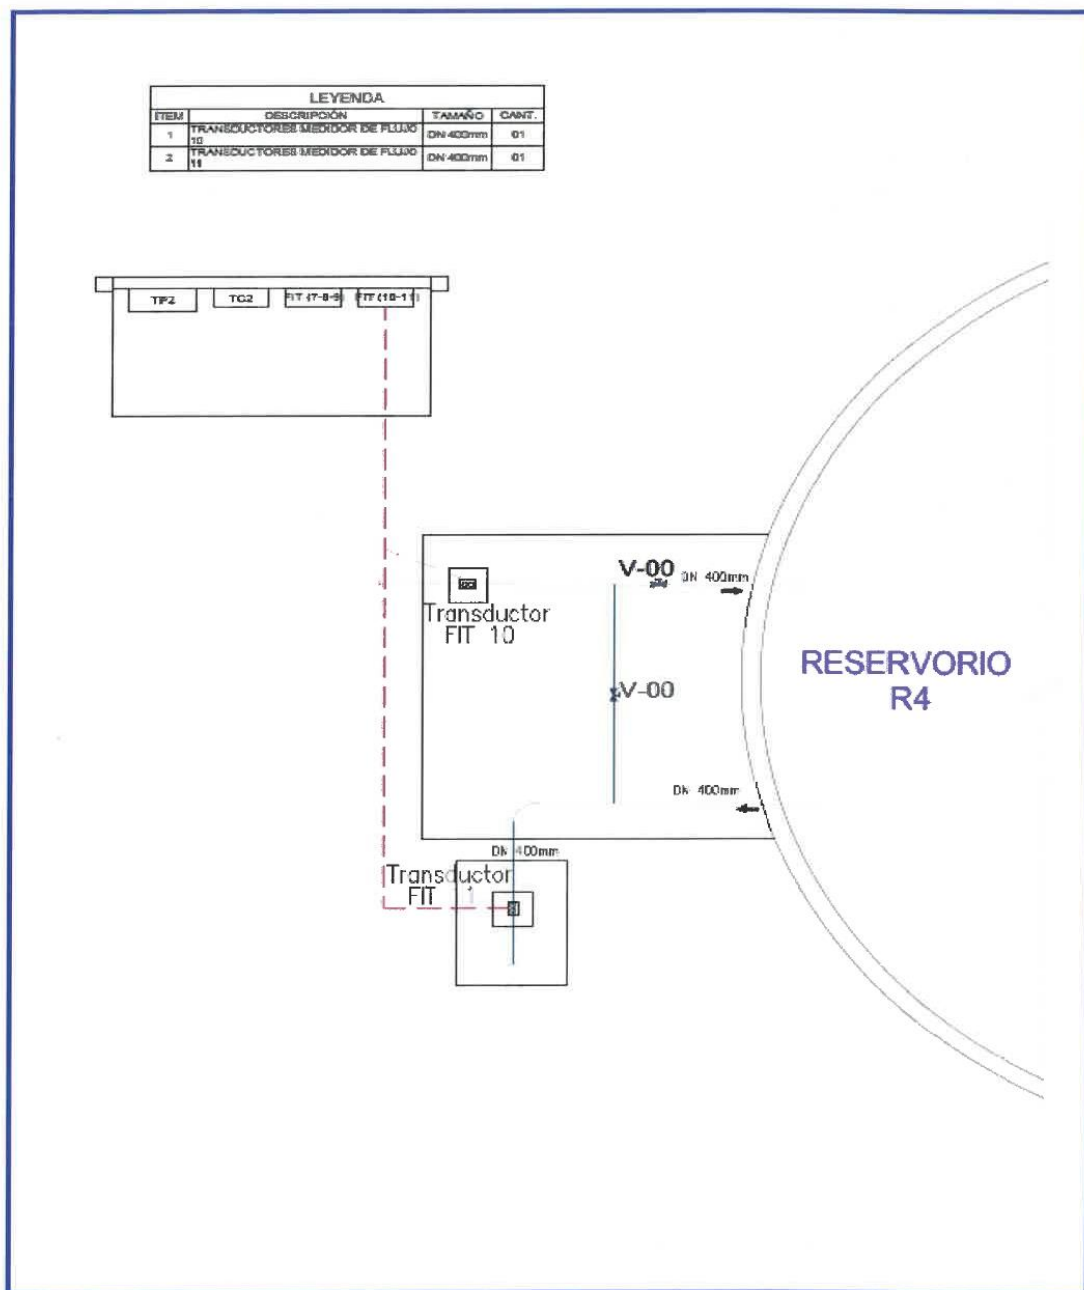 LEYENDA
ITEM DESCRIPCIÓN TAMAÑO CANT.
1 TRANSDUCTORES MEDIDOR DE FLUJO 10 DN 400mm 01
2 TRANSDUCTORES MEDIDOR DE FLUJO 11 DN 400mm 01
TF2 TC2 FIT (7-8-9) FIT (10-11)
V-00
DN 400mm
Transductor
FIT 10
RESERVORIO
R4
V-00
DN 400mm
DN 400mm
Transductor
FIT